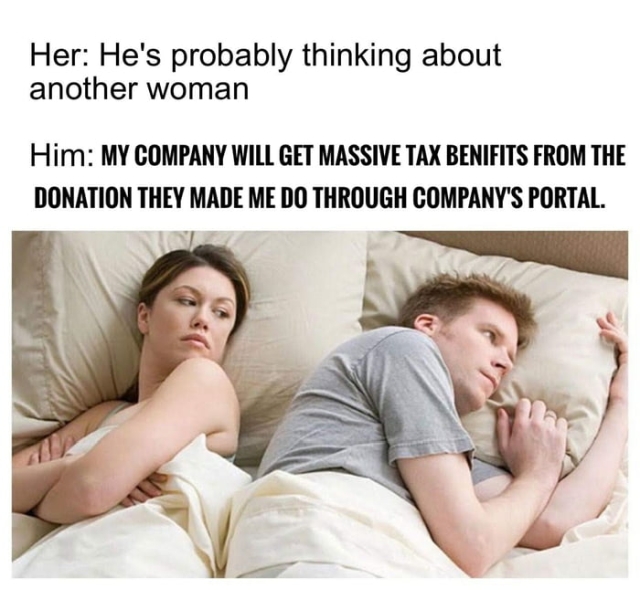 Her: He's probably thinking about
another woman
Him: MY COMPANY WILL GET MASSIVE TAX BENIFITS FROM THE
DONATION THEY MADE ME DO THROUGH COMPANY'S PORTAL.